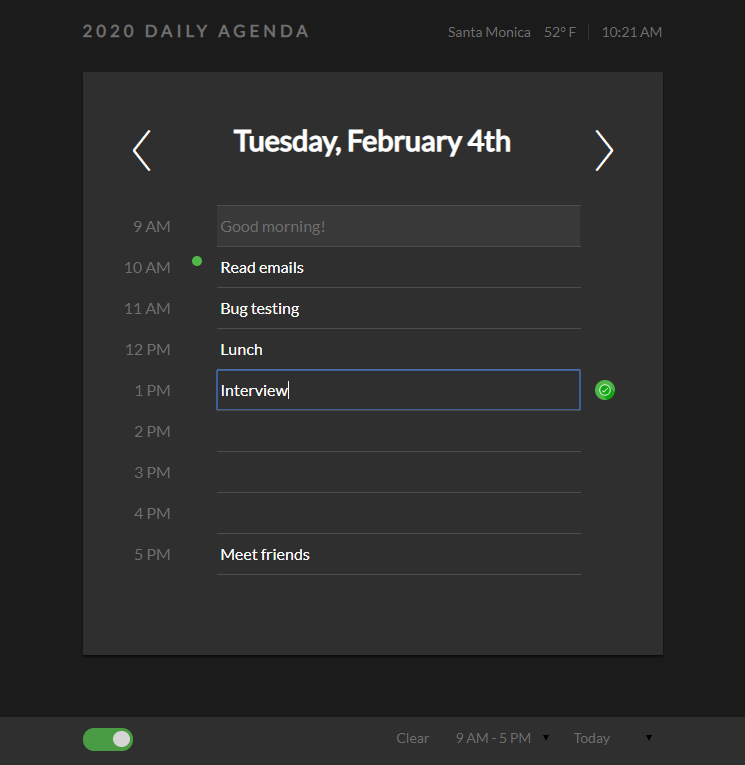 2020 DAILY AGENDA Santa Monica 52° F 10:21 AM
Tuesday, February 4th
9 AM Good morning!
10 AM Read emails
11 AM Bug testing
12 PM Lunch
1 PM Interview
2 PM
3 PM
4 PM
5 PM Meet friends
Clear 9 AM - 5 PM Today